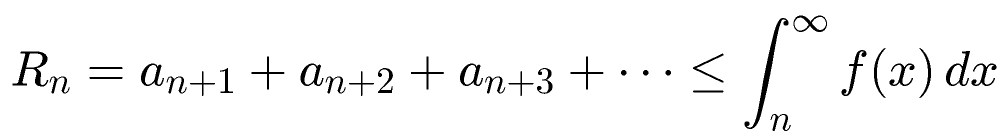 $R_n = a_{n+1} + a_{n+2} + a_{n+3} + \cdots \leq \int_n^\infty f(x)\,dx$